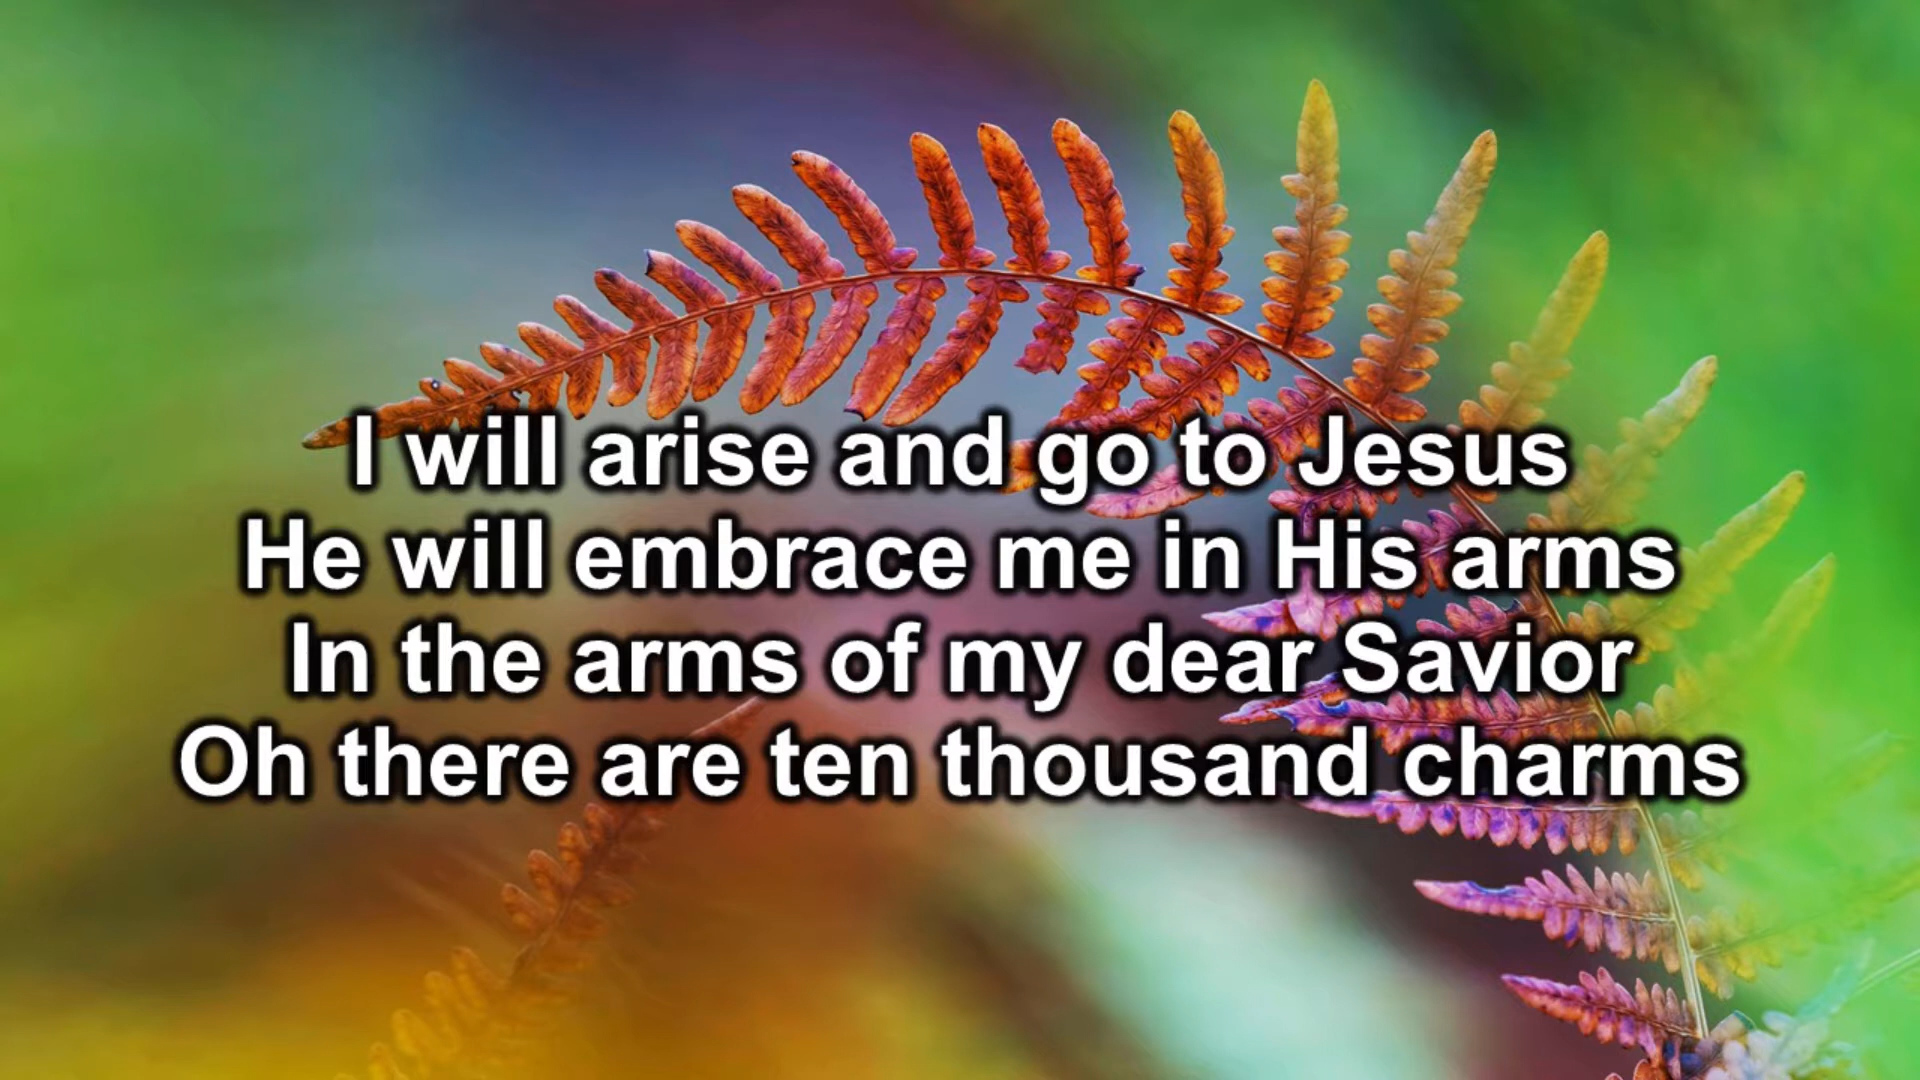 I will arise and go to Jesus
He will embrace me in His arms
In the arms of my dear Savior
Oh there are ten thousand charms